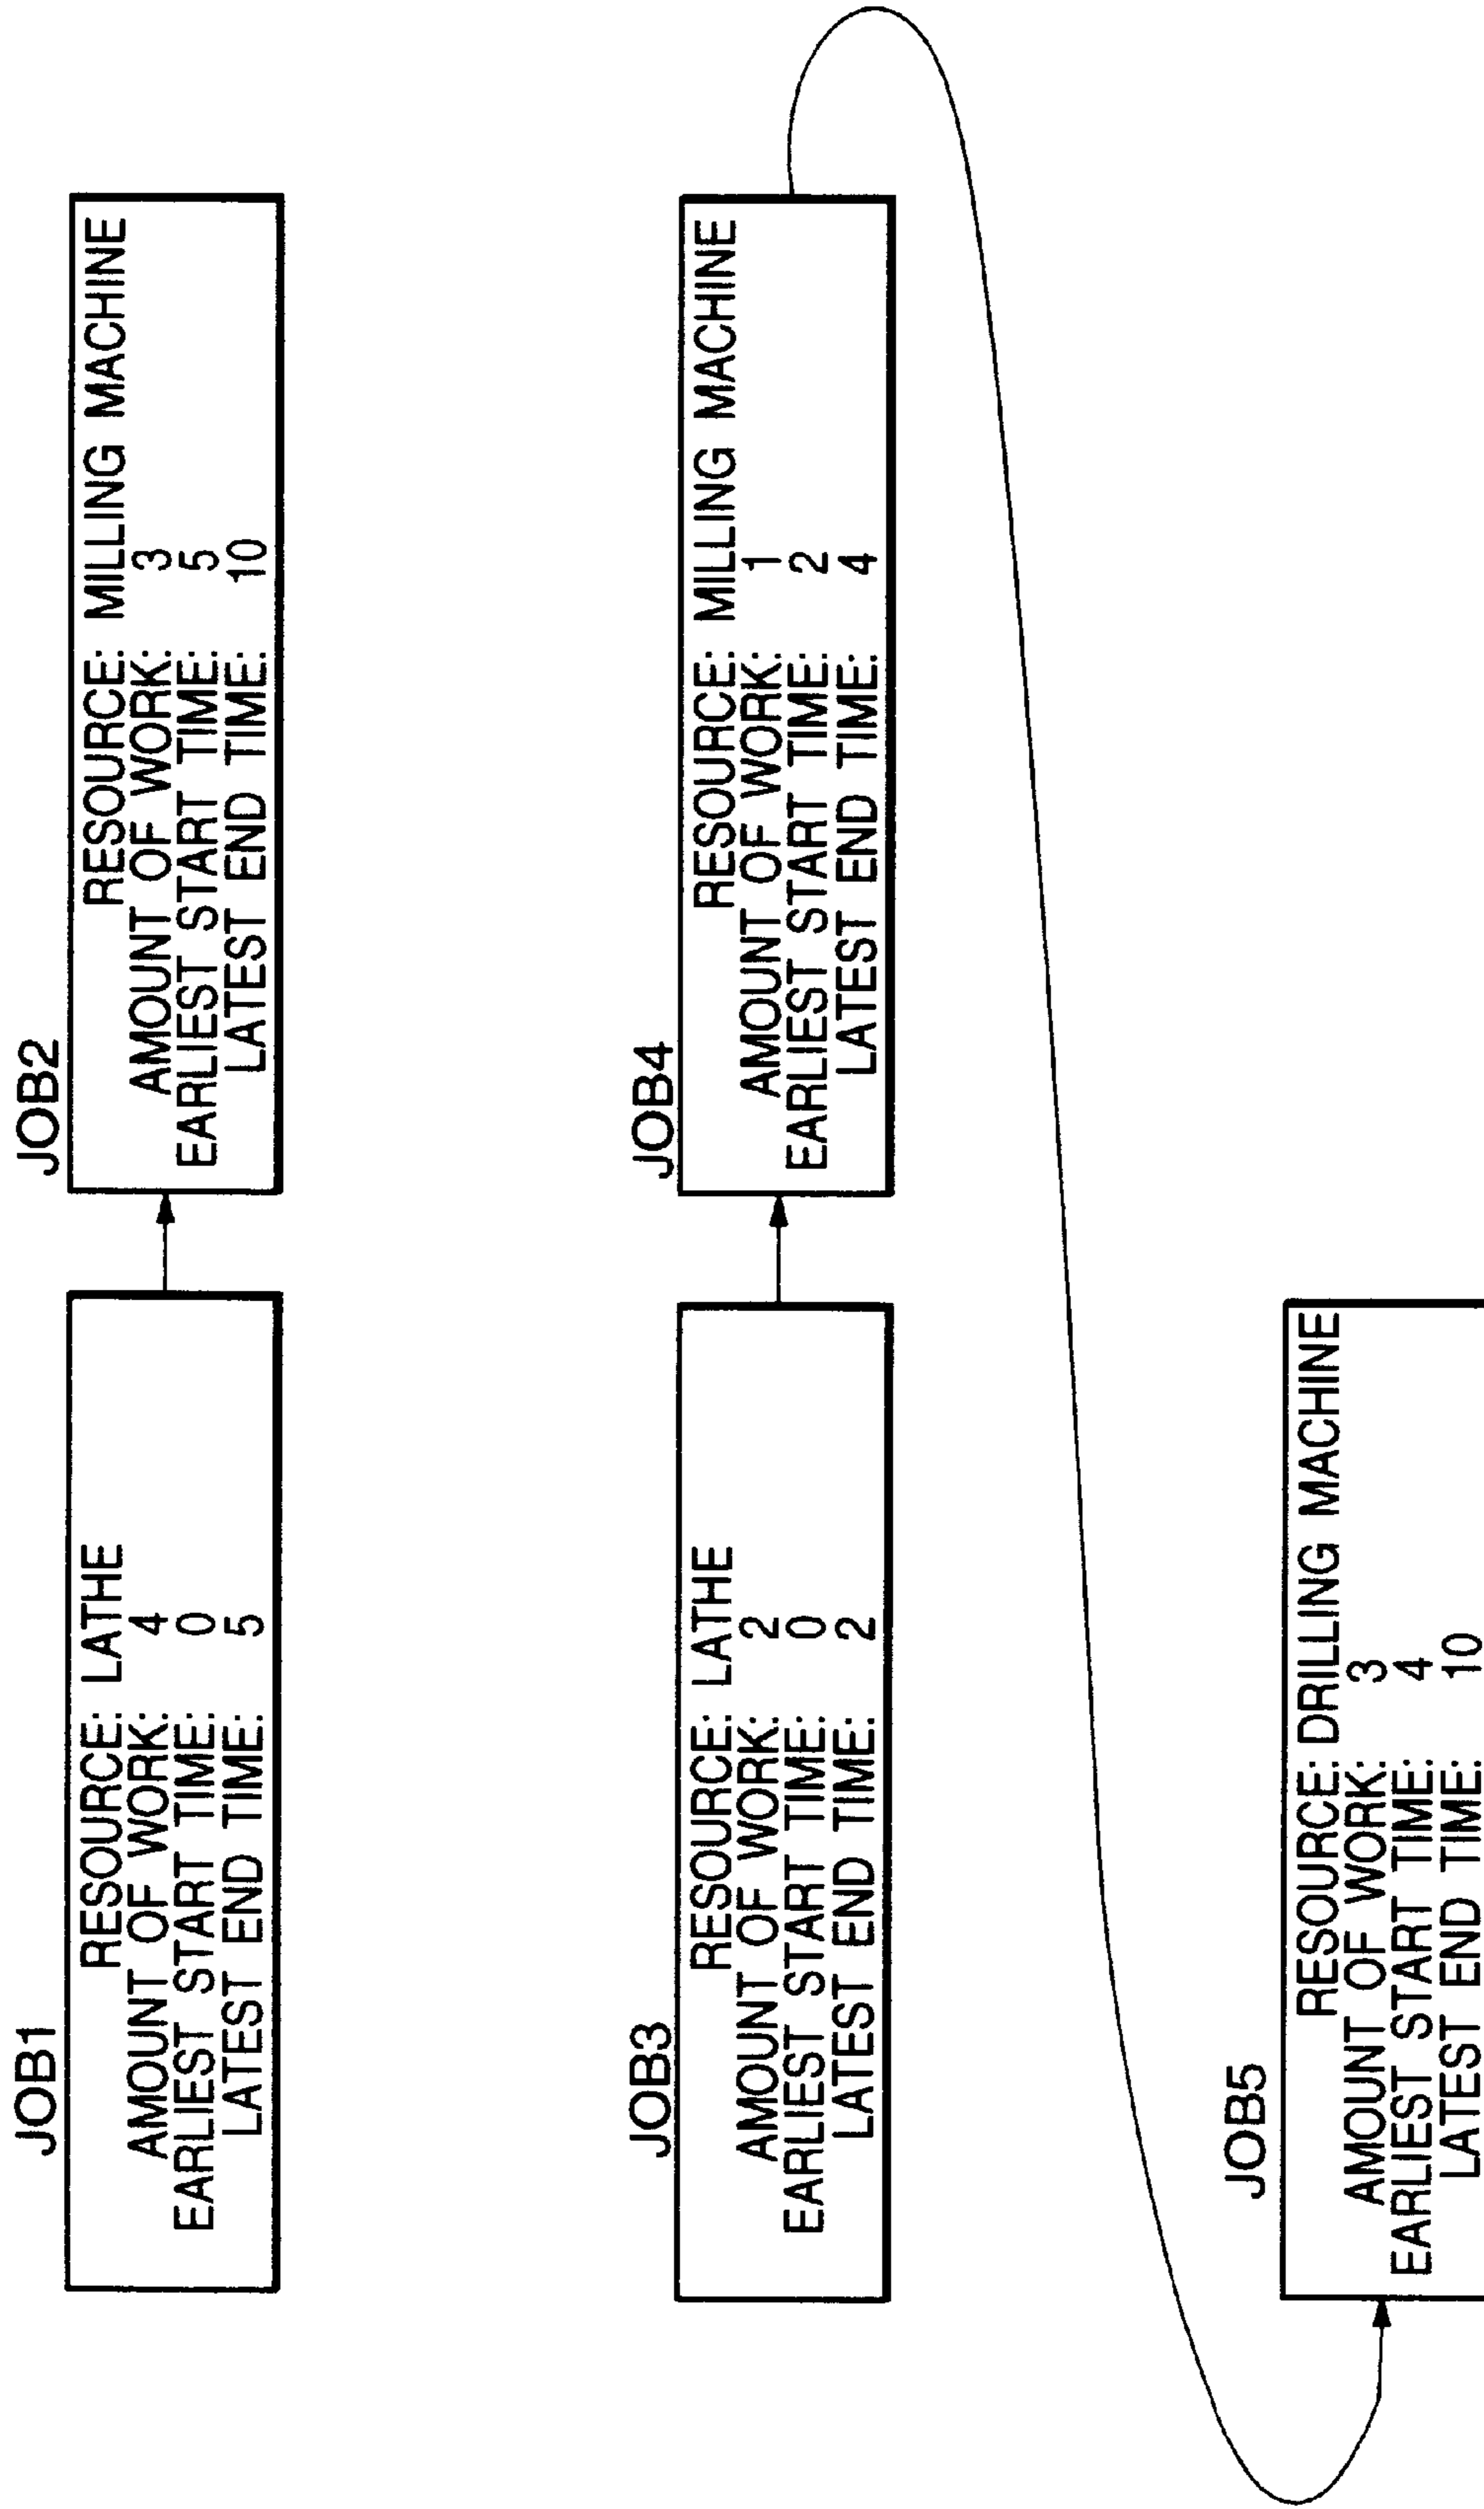 JOB1
RESOURCE: LATHE
AMOUNT OF WORK: 4
EARLIEST START TIME: 0
LATEST END TIME: 5
JOB2
RESOURCE: MILLING MACHINE
AMOUNT OF WORK: 3
EARLIEST START TIME: 5
LATEST END TIME: 10
JOB3
RESOURCE: LATHE
AMOUNT OF WORK: 2
EARLIEST START TIME: 0
LATEST END TIME: 2
JOB4
RESOURCE: MILLING MACHINE
AMOUNT OF WORK: 1
EARLIEST START TIME: 2
LATEST END TIME: 4
JOB5
RESOURCE: DRILLING MACHINE
AMOUNT OF WORK: 3
EARLIEST START TIME: 4
LATEST END TIME: 10